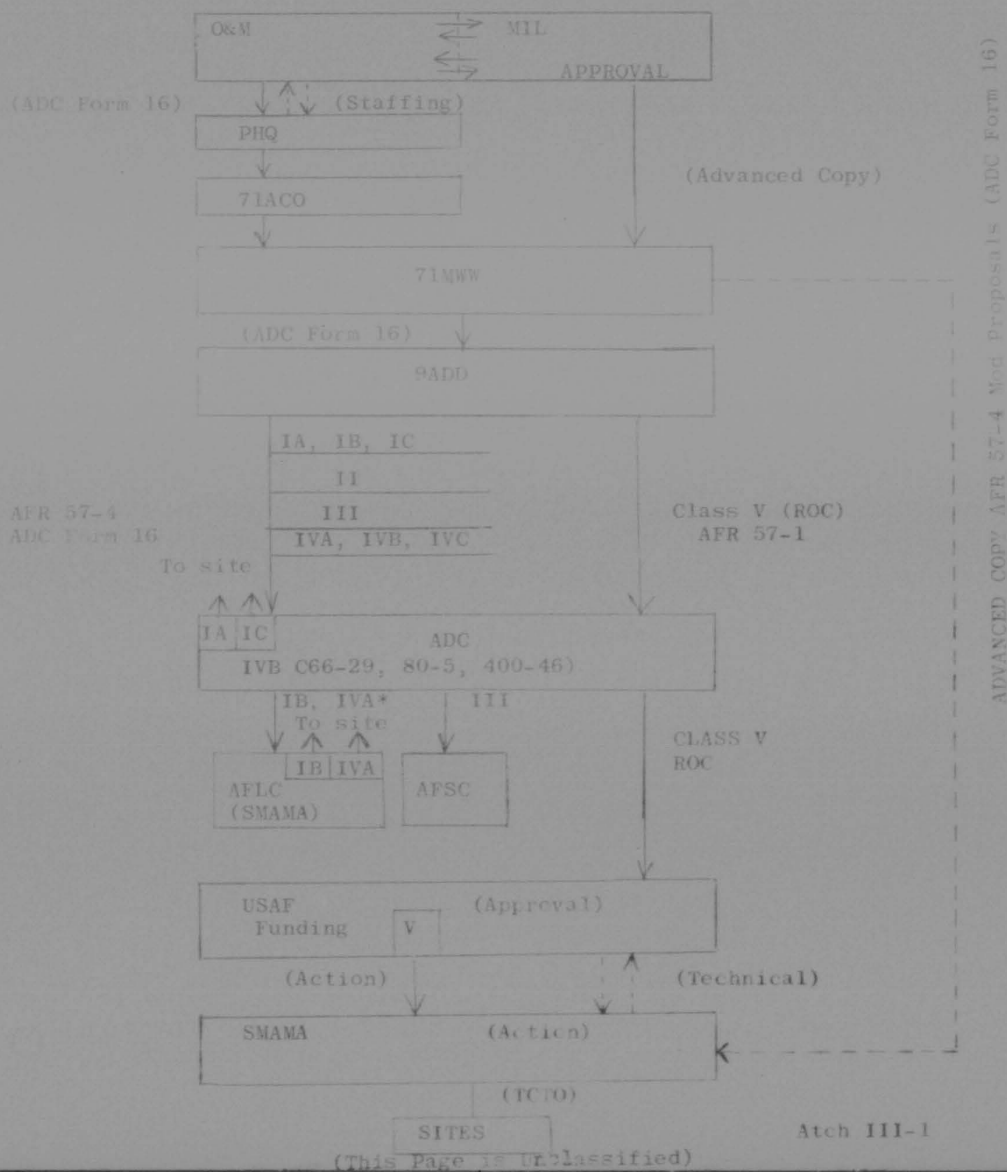 O&M MIL
APPROVAL
(ADC Form 16) (Staffing)
PHQ
(Advanced Copy)
71ACO
71MWW
(ADC Form 16)
9ADD
IA, IB, IC
II
III
IVA, IVB, IVC
AFR 57-4
ADC Form 16
To site
Class V (ROC)
AFR 57-1
IA IC ADC
IVB C66-29, 80-5, 400-46)
IB, IVA* III
To site
CLASS V
ROC
IB IVA
AFLC
(SMAMA)
AFSC
USAF (Approval)
Funding V
(Action) (Technical)
SMAMA (Action)
(TCTO)
SITES
Atch III-1
(This Page is Unclassified)
ADVANCED COPY AFR 57-4 Mod Proposals (ADC Form 16)